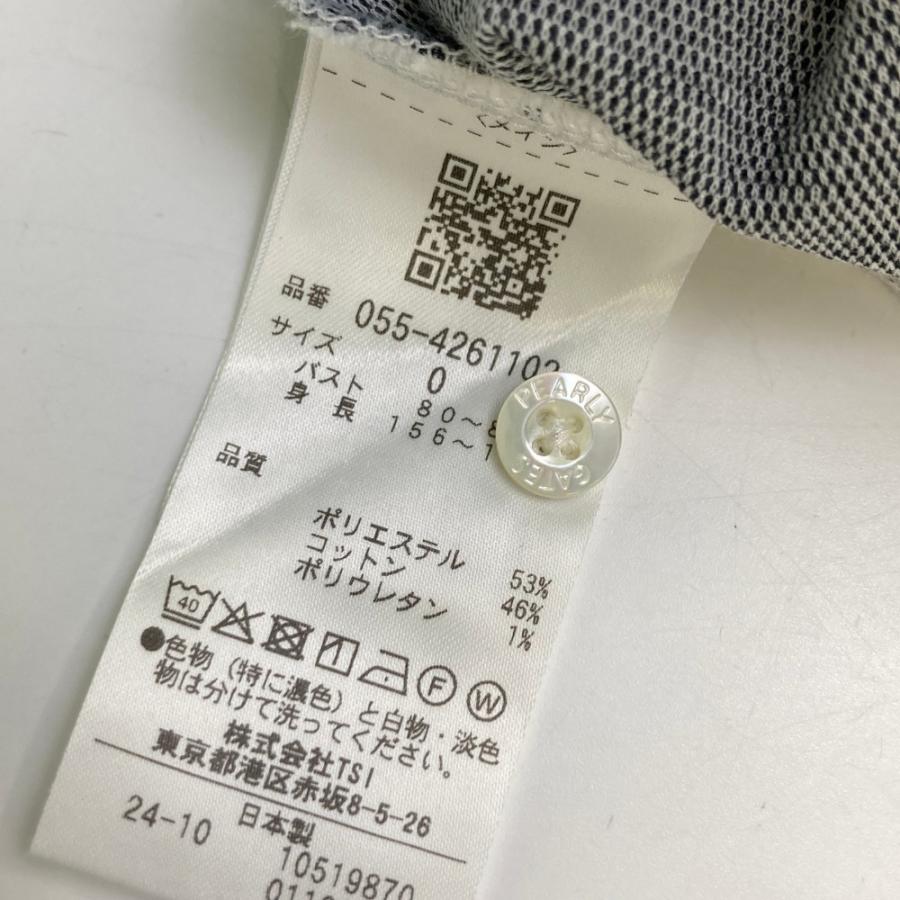 〈メイン〉
品番 055-426110
サイズ 0
バスト 80〜
身長 156〜1
PEARLY
GATES
品質
ポリエステル 53%
コットン 46%
ポリウレタン 1%
40 F W
●色物(特に濃色)と白物・淡色
物は分けて洗ってください。
株式会社TSI
東京都港区赤坂8-5-26
24-10 日本製
10519870